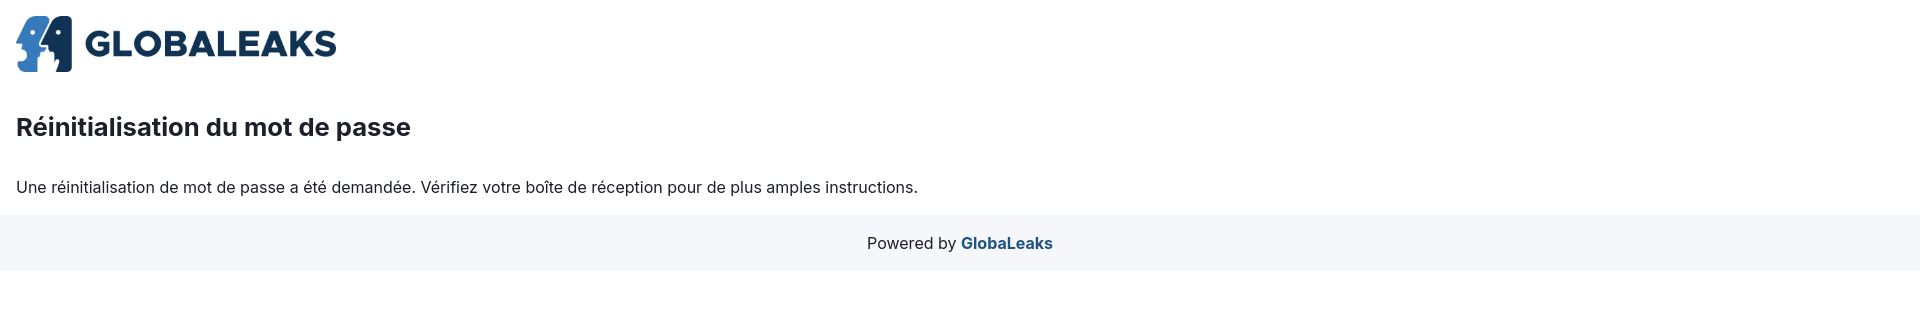 GLOBALEAKS
Réinitialisation du mot de passe
Une réinitialisation de mot de passe a été demandée. Vérifiez votre boîte de réception pour de plus amples instructions.
Powered by GlobaLeaks